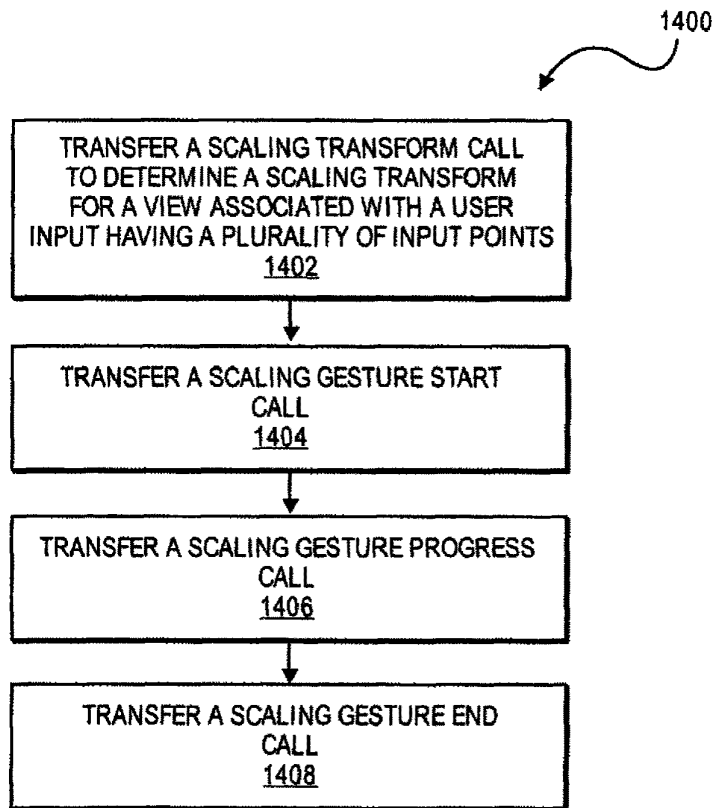 1400
TRANSFER A SCALING TRANSFORM CALL
TO DETERMINE A SCALING TRANSFORM
FOR A VIEW ASSOCIATED WITH A USER
INPUT HAVING A PLURALITY OF INPUT POINTS
1402
TRANSFER A SCALING GESTURE START
CALL
1404
TRANSFER A SCALING GESTURE PROGRESS
CALL
1406
TRANSFER A SCALING GESTURE END
CALL
1408